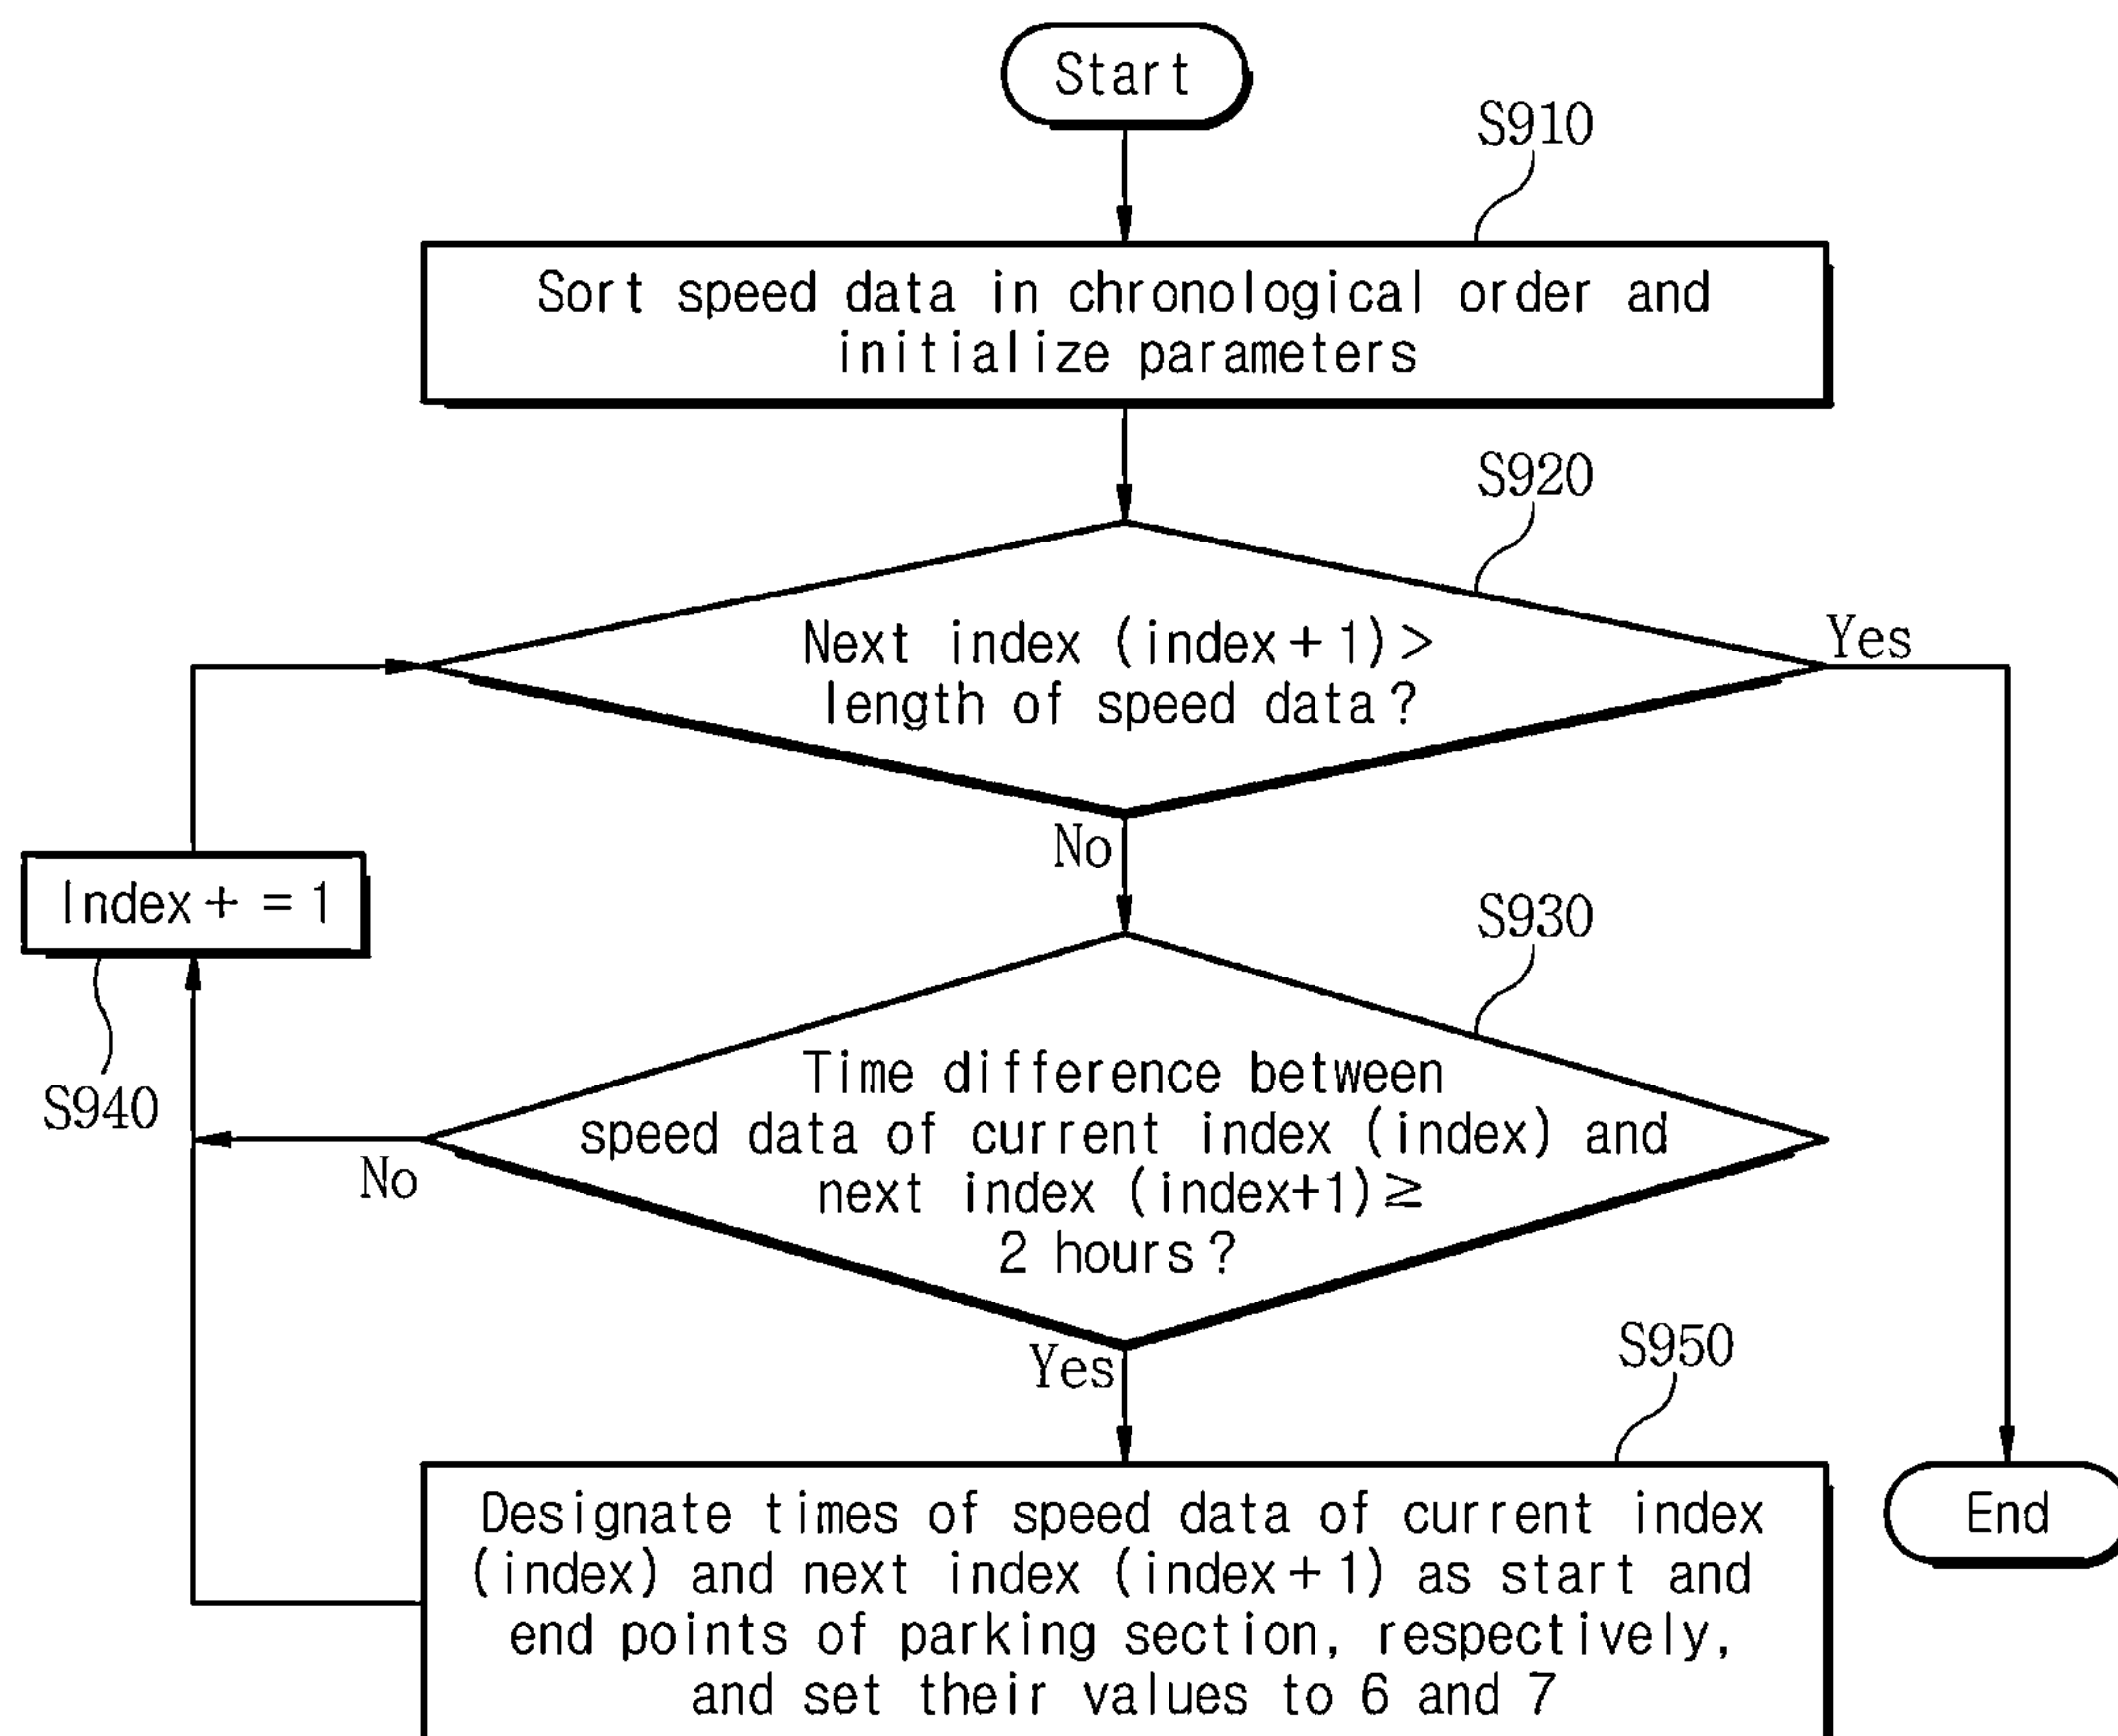 Start
S910
Sort speed data in chronological order and
initialize parameters
S920
Next index (index+1)>
length of speed data?
Yes
No
Index+=1
S940
S930
Time difference between
speed data of current index (index) and
next index (index+1)≥
2 hours?
No
Yes
S950
Designate times of speed data of current index
(index) and next index (index+1) as start and
end points of parking section, respectively,
and set their values to 6 and 7
End